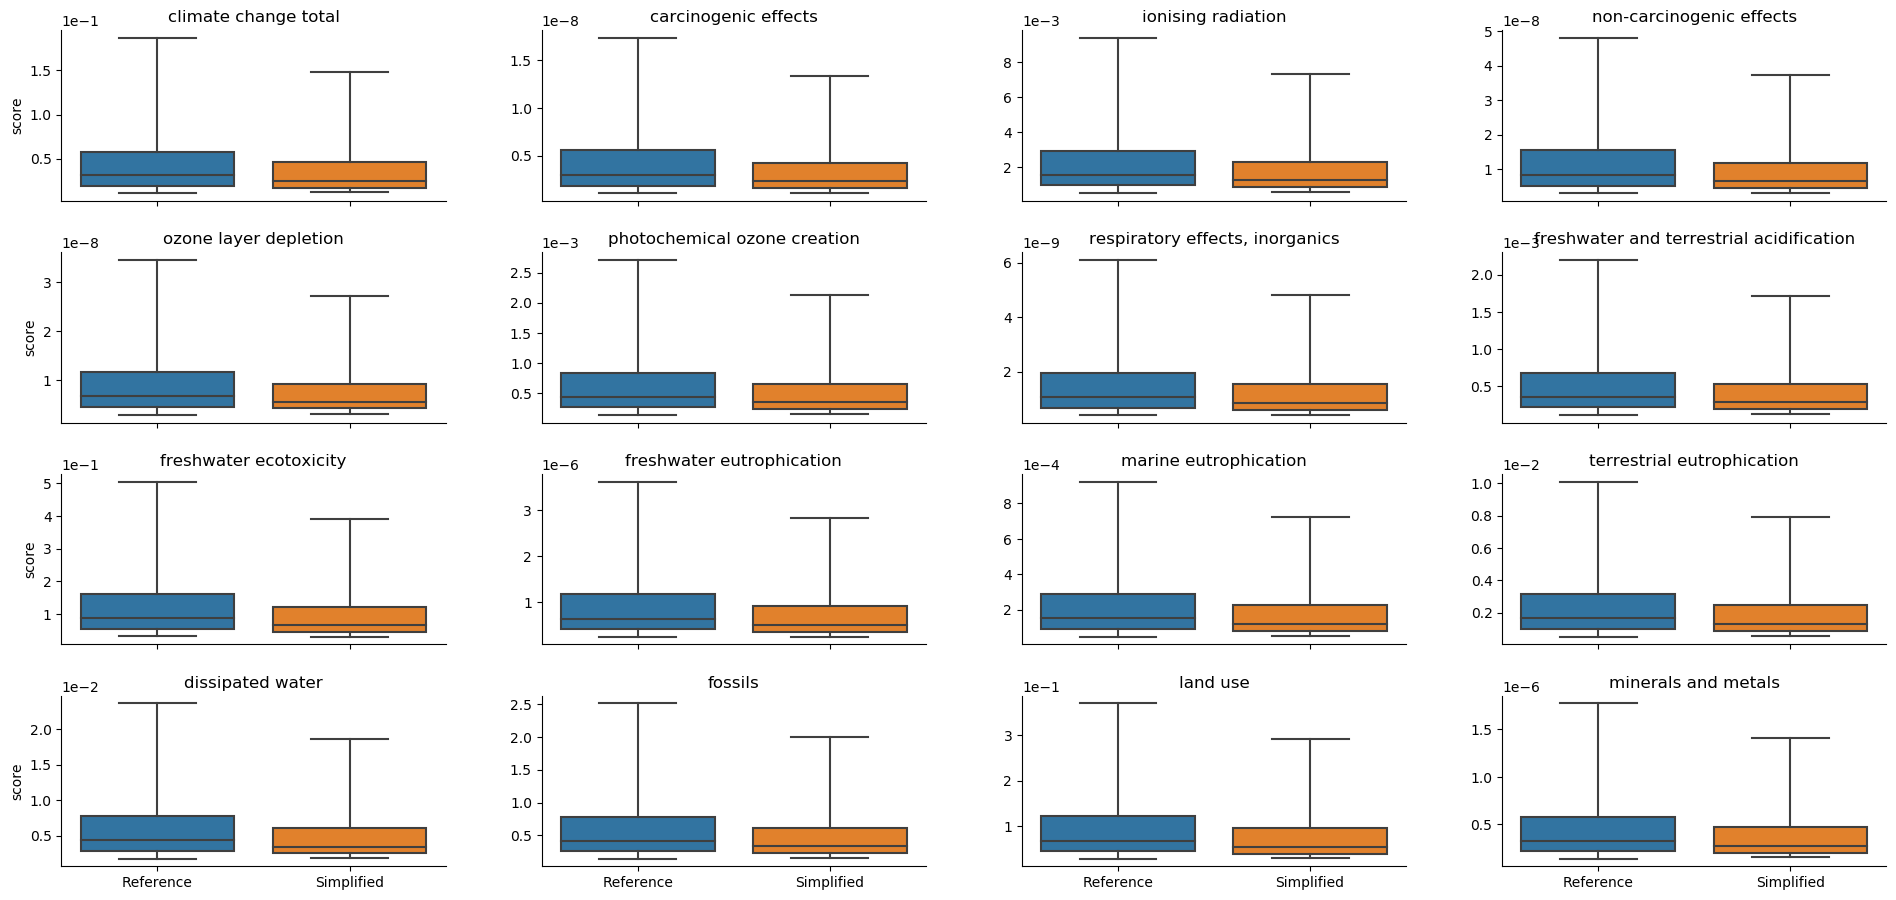 climate change total
1e−1
1.5
1.0
0.5
score
carcinogenic effects
1e−8
1.5
1.0
0.5
ionising radiation
1e−3
8
6
4
2
non-carcinogenic effects
1e−8
5
4
3
2
1
ozone layer depletion
1e−8
3
2
1
score
photochemical ozone creation
1e−3
2.5
2.0
1.5
1.0
0.5
respiratory effects, inorganics
1e−9
6
4
2
freshwater and terrestrial acidification
1e−3
2.0
1.5
1.0
0.5
freshwater ecotoxicity
1e−1
5
4
3
2
1
score
freshwater eutrophication
1e−6
3
2
1
marine eutrophication
1e−4
8
6
4
2
terrestrial eutrophication
1e−2
1.0
0.8
0.6
0.4
0.2
dissipated water
1e−2
2.0
1.5
1.0
0.5
score
Reference
Simplified
fossils
2.5
2.0
1.5
1.0
0.5
Reference
Simplified
land use
1e−1
3
2
1
Reference
Simplified
minerals and metals
1e−6
1.5
1.0
0.5
Reference
Simplified